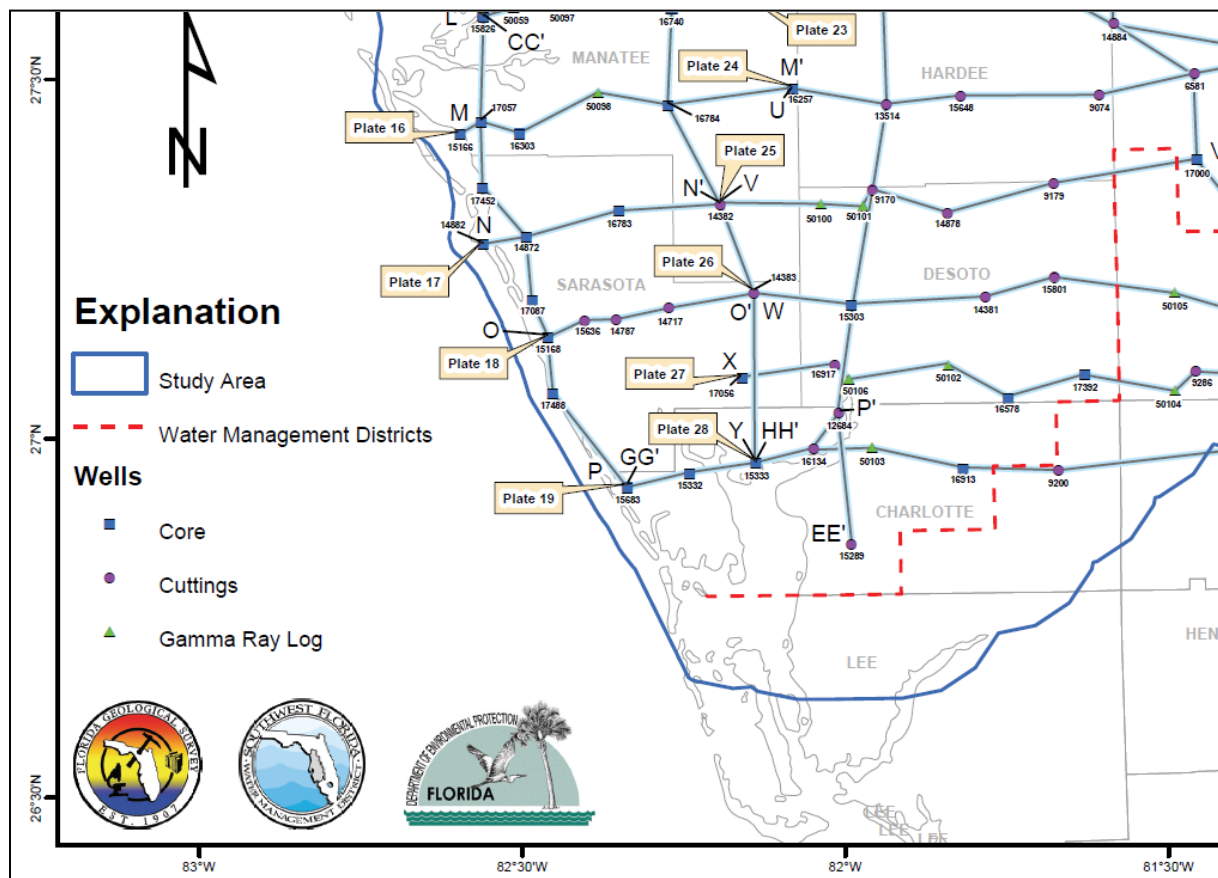 L
15826
50059
50097
CC'
16740
Plate 23
14884
MANATEE
Plate 24
M'
U
16257
HARDEE
6581
27°30'N
50098
M
17057
16784
13514
15648
9074
Plate 16
15166
16303
Plate 25
N
17452
N'
V
14382
9170
9179
17000
V
16783
50100
50101
14878
14882
N
14872
Plate 17
Plate 26
14383
SARASOTA
DESOTO
Explanation
17087
15636
14787
14717
O'
W
15303
14381
15801
50105
O
15168
Plate 18
Study Area
X
Plate 27
17056
16917
50106
50102
16578
17392
50104
9286
17488
Water Management Districts
27°N
P'
12684
Plate 28
Y
HH'
Wells
P
GG'
15683
15332
15333
16134
50103
16913
9200
Plate 19
Core
CHARLOTTE
EE'
15289
Cuttings
Gamma Ray Log
LEE
HEN
FLORIDA GEOLOGICAL SURVEY
EST. 1907
SOUTHWEST FLORIDA
WATER MANAGEMENT DISTRICT
DEPARTMENT OF ENVIRONMENTAL PROTECTION
FLORIDA
26°30'N
LEE
LEE
LEE
83°W
82°30'W
82°W
81°30'W